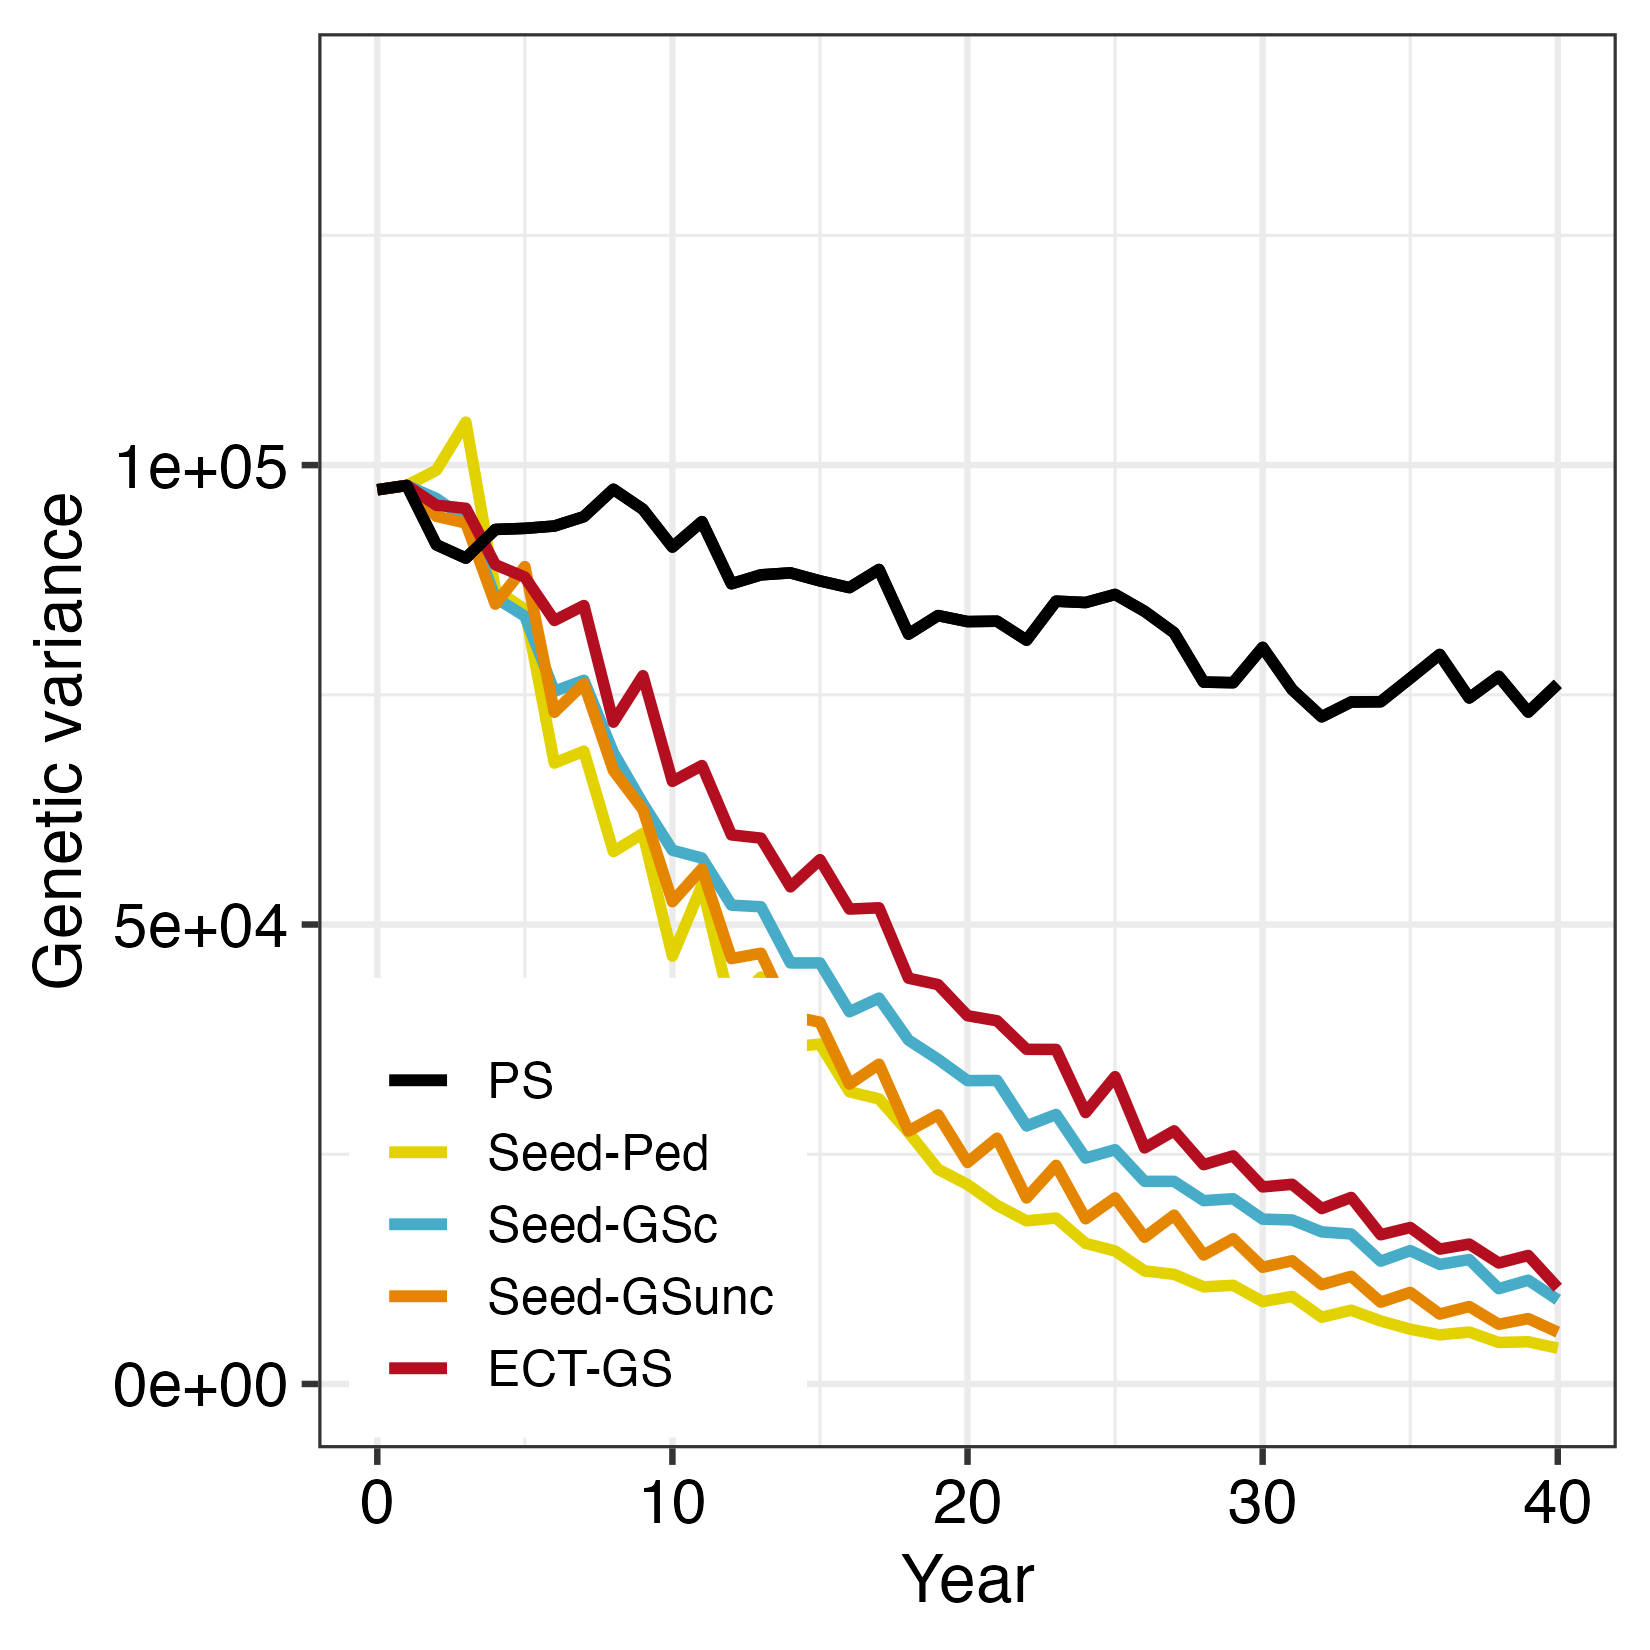 Genetic variance
1e+05
5e+04
0e+00
PS
Seed-Ped
Seed-GSc
Seed-GSunc
ECT-GS
0 10 20 30 40
Year